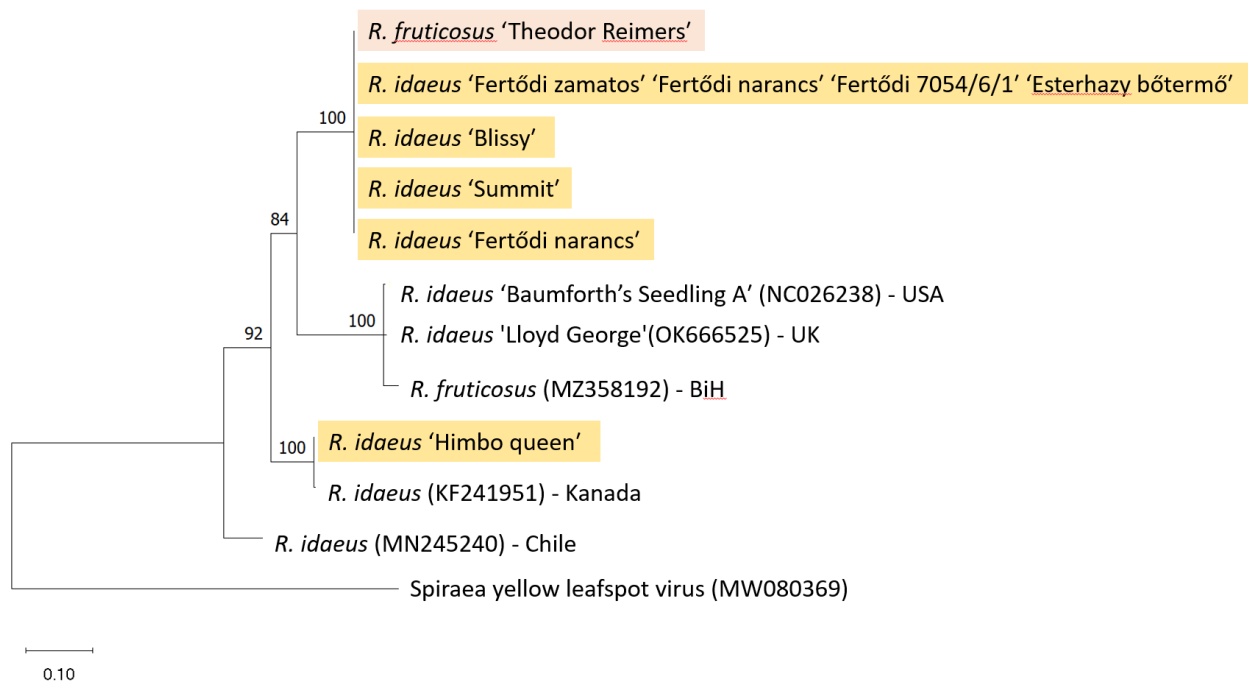 R. fruticosus ‘Theodor Reimers’
R. idaeus ‘Fertődi zamatos’ ‘Fertődi narancs’ ‘Fertődi 7054/6/1’ ‘Esterhazy bőtermő’
100
R. idaeus ‘Blissy’
R. idaeus ‘Summit’
84
R. idaeus ‘Fertődi narancs’
R. idaeus ‘Baumforth’s Seedling A’ (NC026238) - USA
100
92
R. idaeus 'Lloyd George'(OK666525) - UK
R. fruticosus (MZ358192) - BiH
R. idaeus ‘Himbo queen’
100
R. idaeus (KF241951) - Kanada
R. idaeus (MN245240) - Chile
Spiraea yellow leafspot virus (MW080369)
0.10